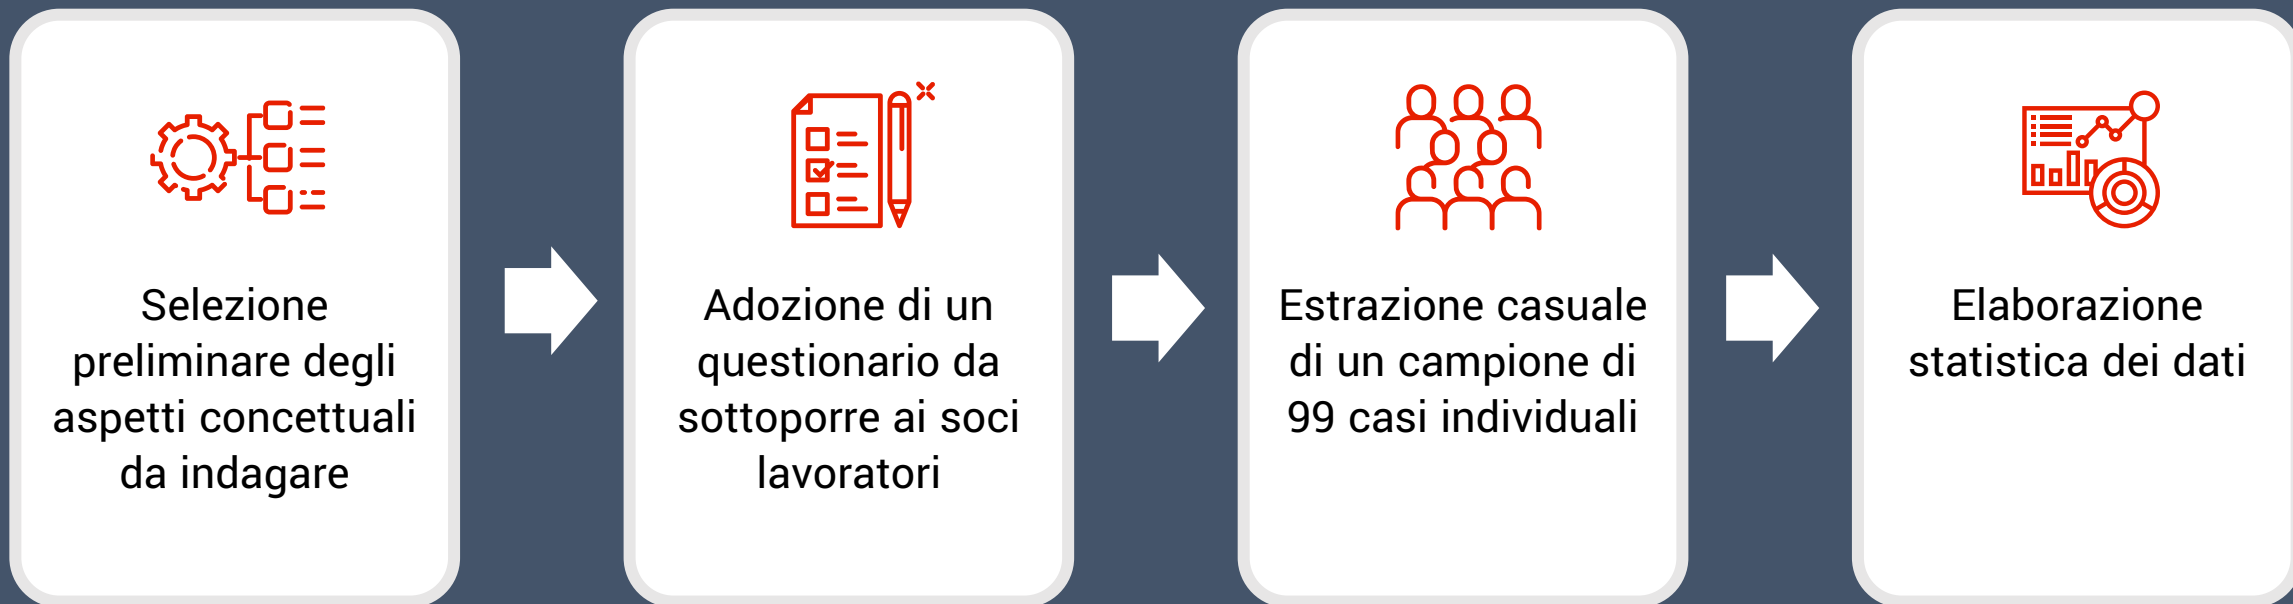 Selezione
preliminare degli
aspetti concettuali
da indagare
Adozione di un
questionario da
sottoporre ai soci
lavoratori
Estrazione casuale
di un campione di
99 casi individuali
Elaborazione
statistica dei dati